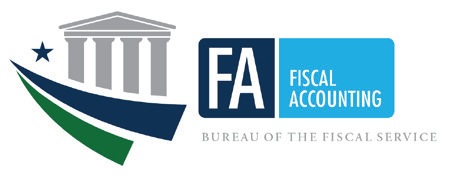 FA
FISCAL
ACCOUNTING
BUREAU OF THE FISCAL SERVICE